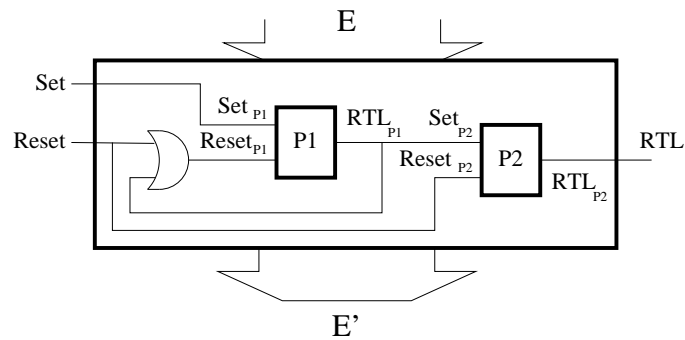 E
Set
Set P1
Reset
Reset P1
P1
RTL P1
Set P2
Reset P2
P2
RTL
RTL P2
E’